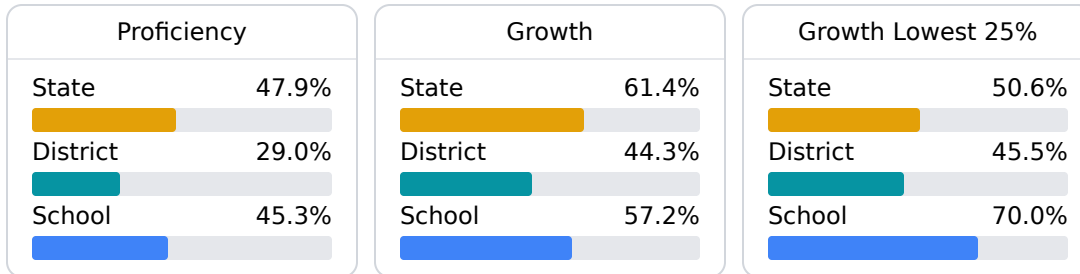 Proficiency
State 47.9%
District 29.0%
School 45.3%
Growth
State 61.4%
District 44.3%
School 57.2%
Growth Lowest 25%
State 50.6%
District 45.5%
School 70.0%